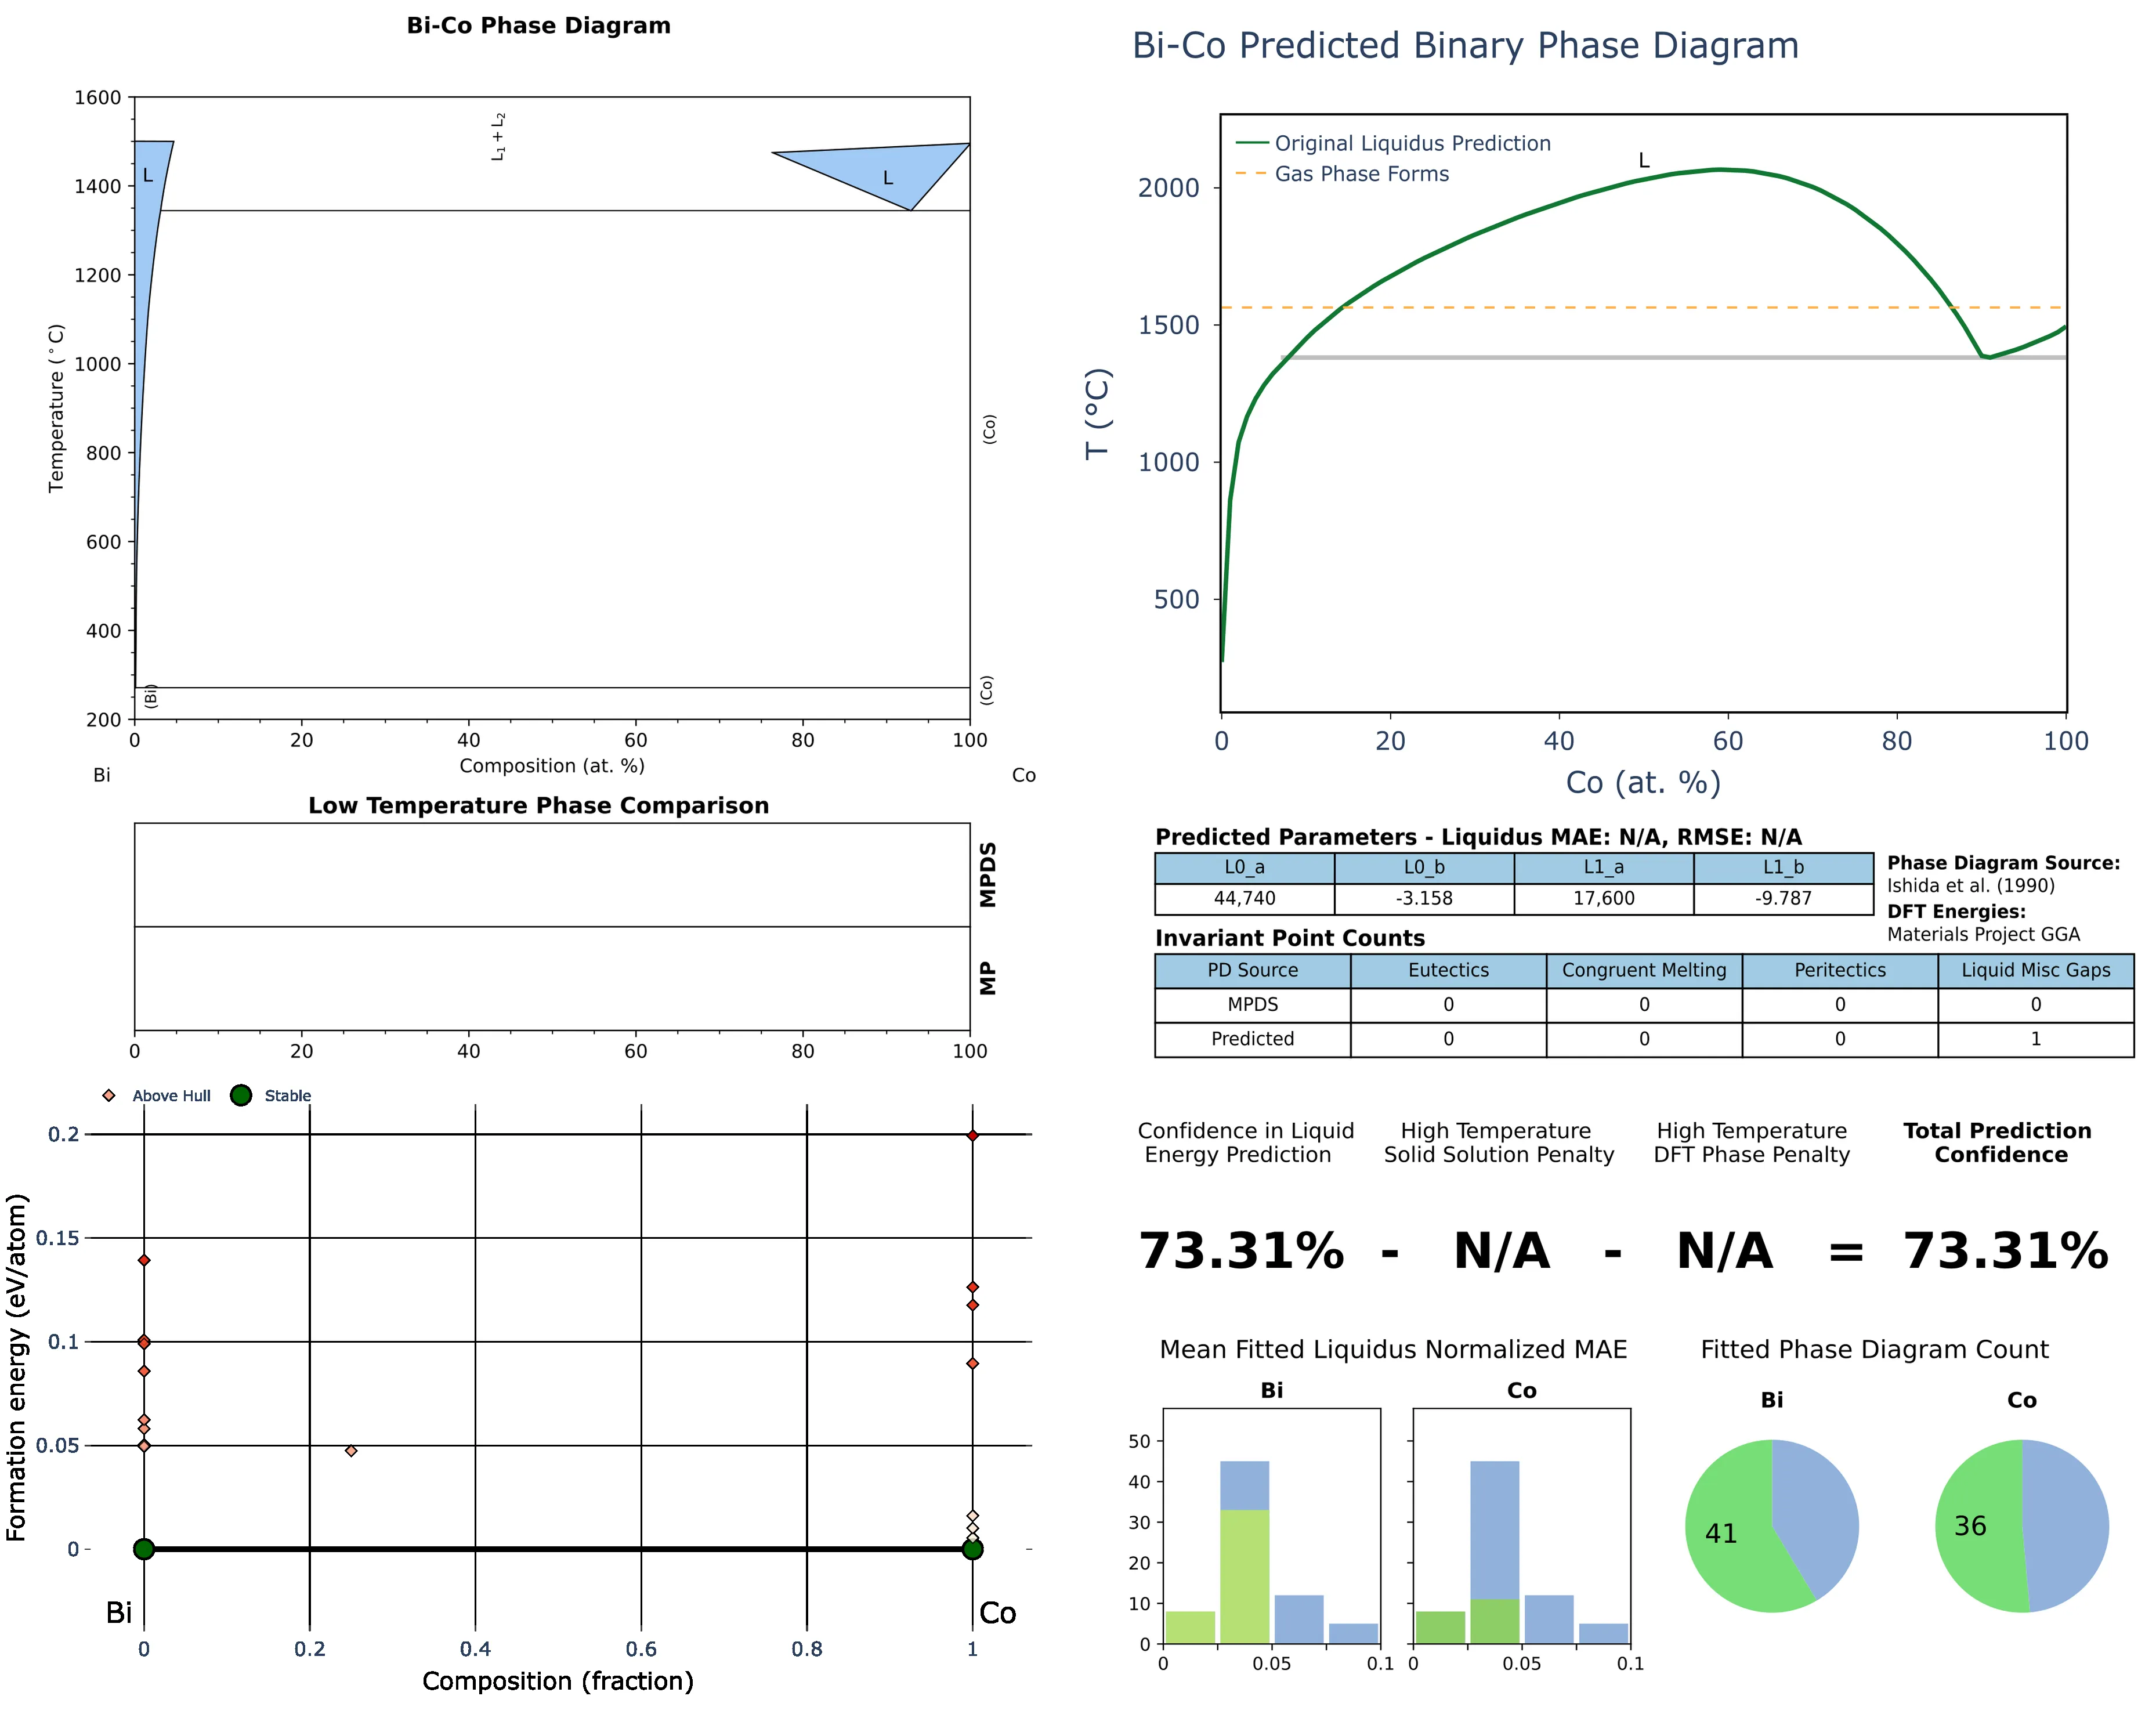 Bi-Co Phase Diagram
1600
1400
1200
1000
800
600
400
200
Temperature (°C)
L
L₁ + L₂
L
(Co)
(Bi)
(Co)
0 20 40 60 80 100
Composition (at. %)
Bi Co
Low Temperature Phase Comparison
MPDS
MP
0 20 40 60 80 100
Above Hull Stable
0.2
0.15
0.1
0.05
0
Formation energy (eV/atom)
Bi Co
0 0.2 0.4 0.6 0.8 1
Composition (fraction)
Bi-Co Predicted Binary Phase Diagram
Original Liquidus Prediction
Gas Phase Forms
L
2000
1500
1000
500
T (°C)
0 20 40 60 80 100
Co (at. %)
Predicted Parameters - Liquidus MAE: N/A, RMSE: N/A
L0_a L0_b L1_a L1_b
44,740 -3.158 17,600 -9.787
Phase Diagram Source:
Ishida et al. (1990)
DFT Energies:
Materials Project GGA
Invariant Point Counts
PD Source Eutectics Congruent Melting Peritectics Liquid Misc Gaps
MPDS 0 0 0 0
Predicted 0 0 0 1
Confidence in Liquid
Energy Prediction
High Temperature
Solid Solution Penalty
High Temperature
DFT Phase Penalty
Total Prediction
Confidence
73.31% - N/A - N/A = 73.31%
Mean Fitted Liquidus Normalized MAE
Bi Co
50
40
30
20
10
0
0 0.05 0.1 0 0.05 0.1
Fitted Phase Diagram Count
Bi Co
41 36